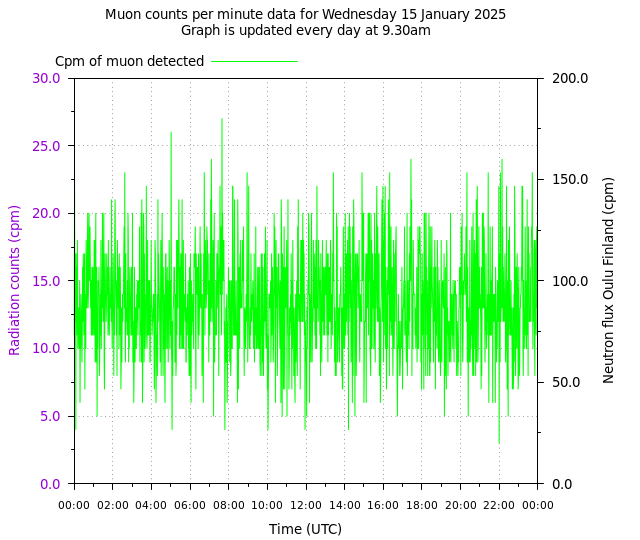 Muon counts per minute data for Wednesday 15 January 2025
Graph is updated every day at 9.30am
Cpm of muon detected
30.0
25.0
20.0
15.0
10.0
5.0
0.0
Radiation counts (cpm)
200.0
150.0
100.0
50.0
0.0
Neutron flux Oulu Finland (cpm)
00:00 02:00 04:00 06:00 08:00 10:00 12:00 14:00 16:00 18:00 20:00 22:00 00:00
Time (UTC)